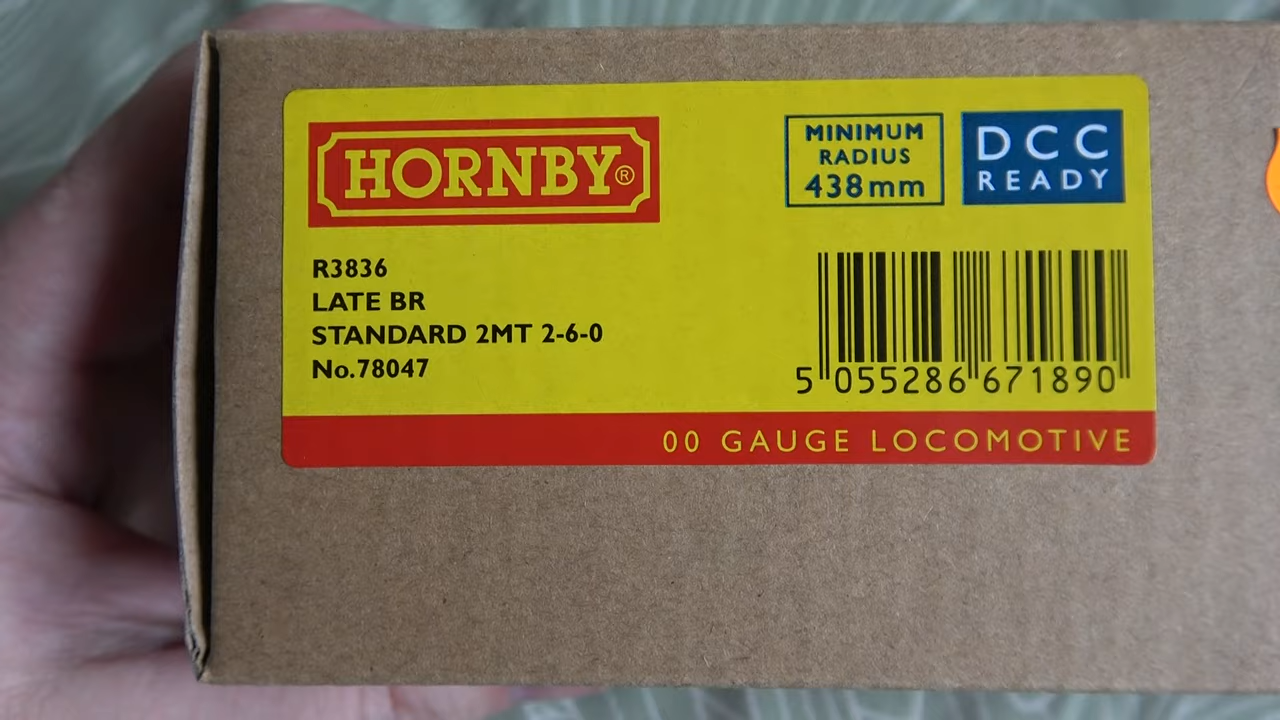 HORNBY®
MINIMUM
RADIUS
438mm
DCC
READY
R3836
LATE BR
STANDARD 2MT 2-6-0
No.78047
5 055286 671890
00 GAUGE LOCOMOTIVE